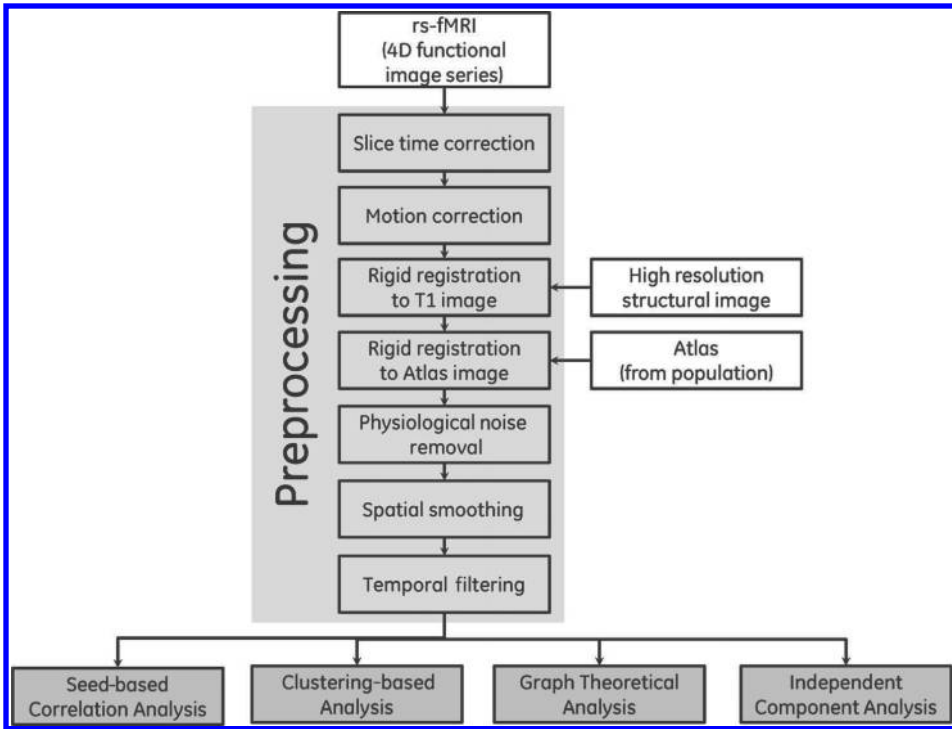 rs-fMRI
(4D functional
image series)
Preprocessing
Slice time correction
Motion correction
Rigid registration
to T1 image
High resolution
structural image
Rigid registration
to Atlas image
Atlas
(from population)
Physiological noise
removal
Spatial smoothing
Temporal filtering
Seed-based
Correlation Analysis
Clustering-based
Analysis
Graph Theoretical
Analysis
Independent
Component Analysis